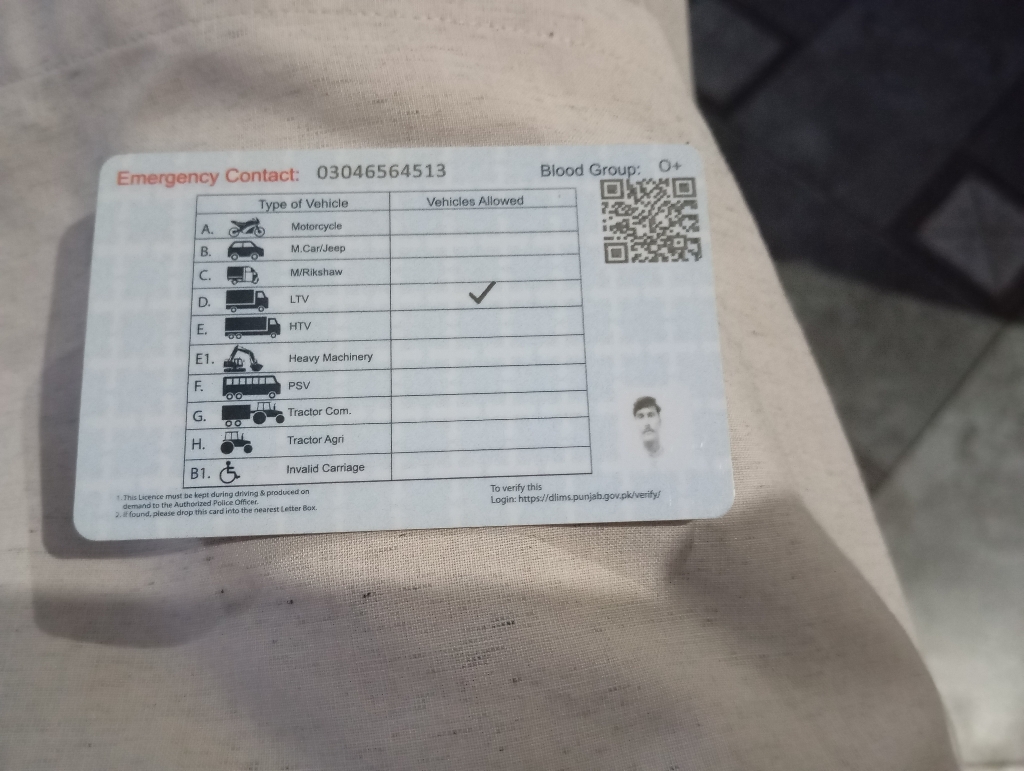 Emergency Contact: 03046564513 Blood Group: O+
Type of Vehicle Vehicles Allowed
A. Motorcycle
B. M.Car/Jeep
C. M/Rikshaw
D. LTV ✓
E. HTV
E1. Heavy Machinery
F. PSV
G. Tractor Com.
H. Tractor Agri
B1. Invalid Carriage
1. This Licence must be kept during driving & produced on
demand to the Authorized Police Officer.
2. If found, please drop this card into the nearest Letter Box.
To verify this
Login: https://dlims.punjab.gov.pk/verify/